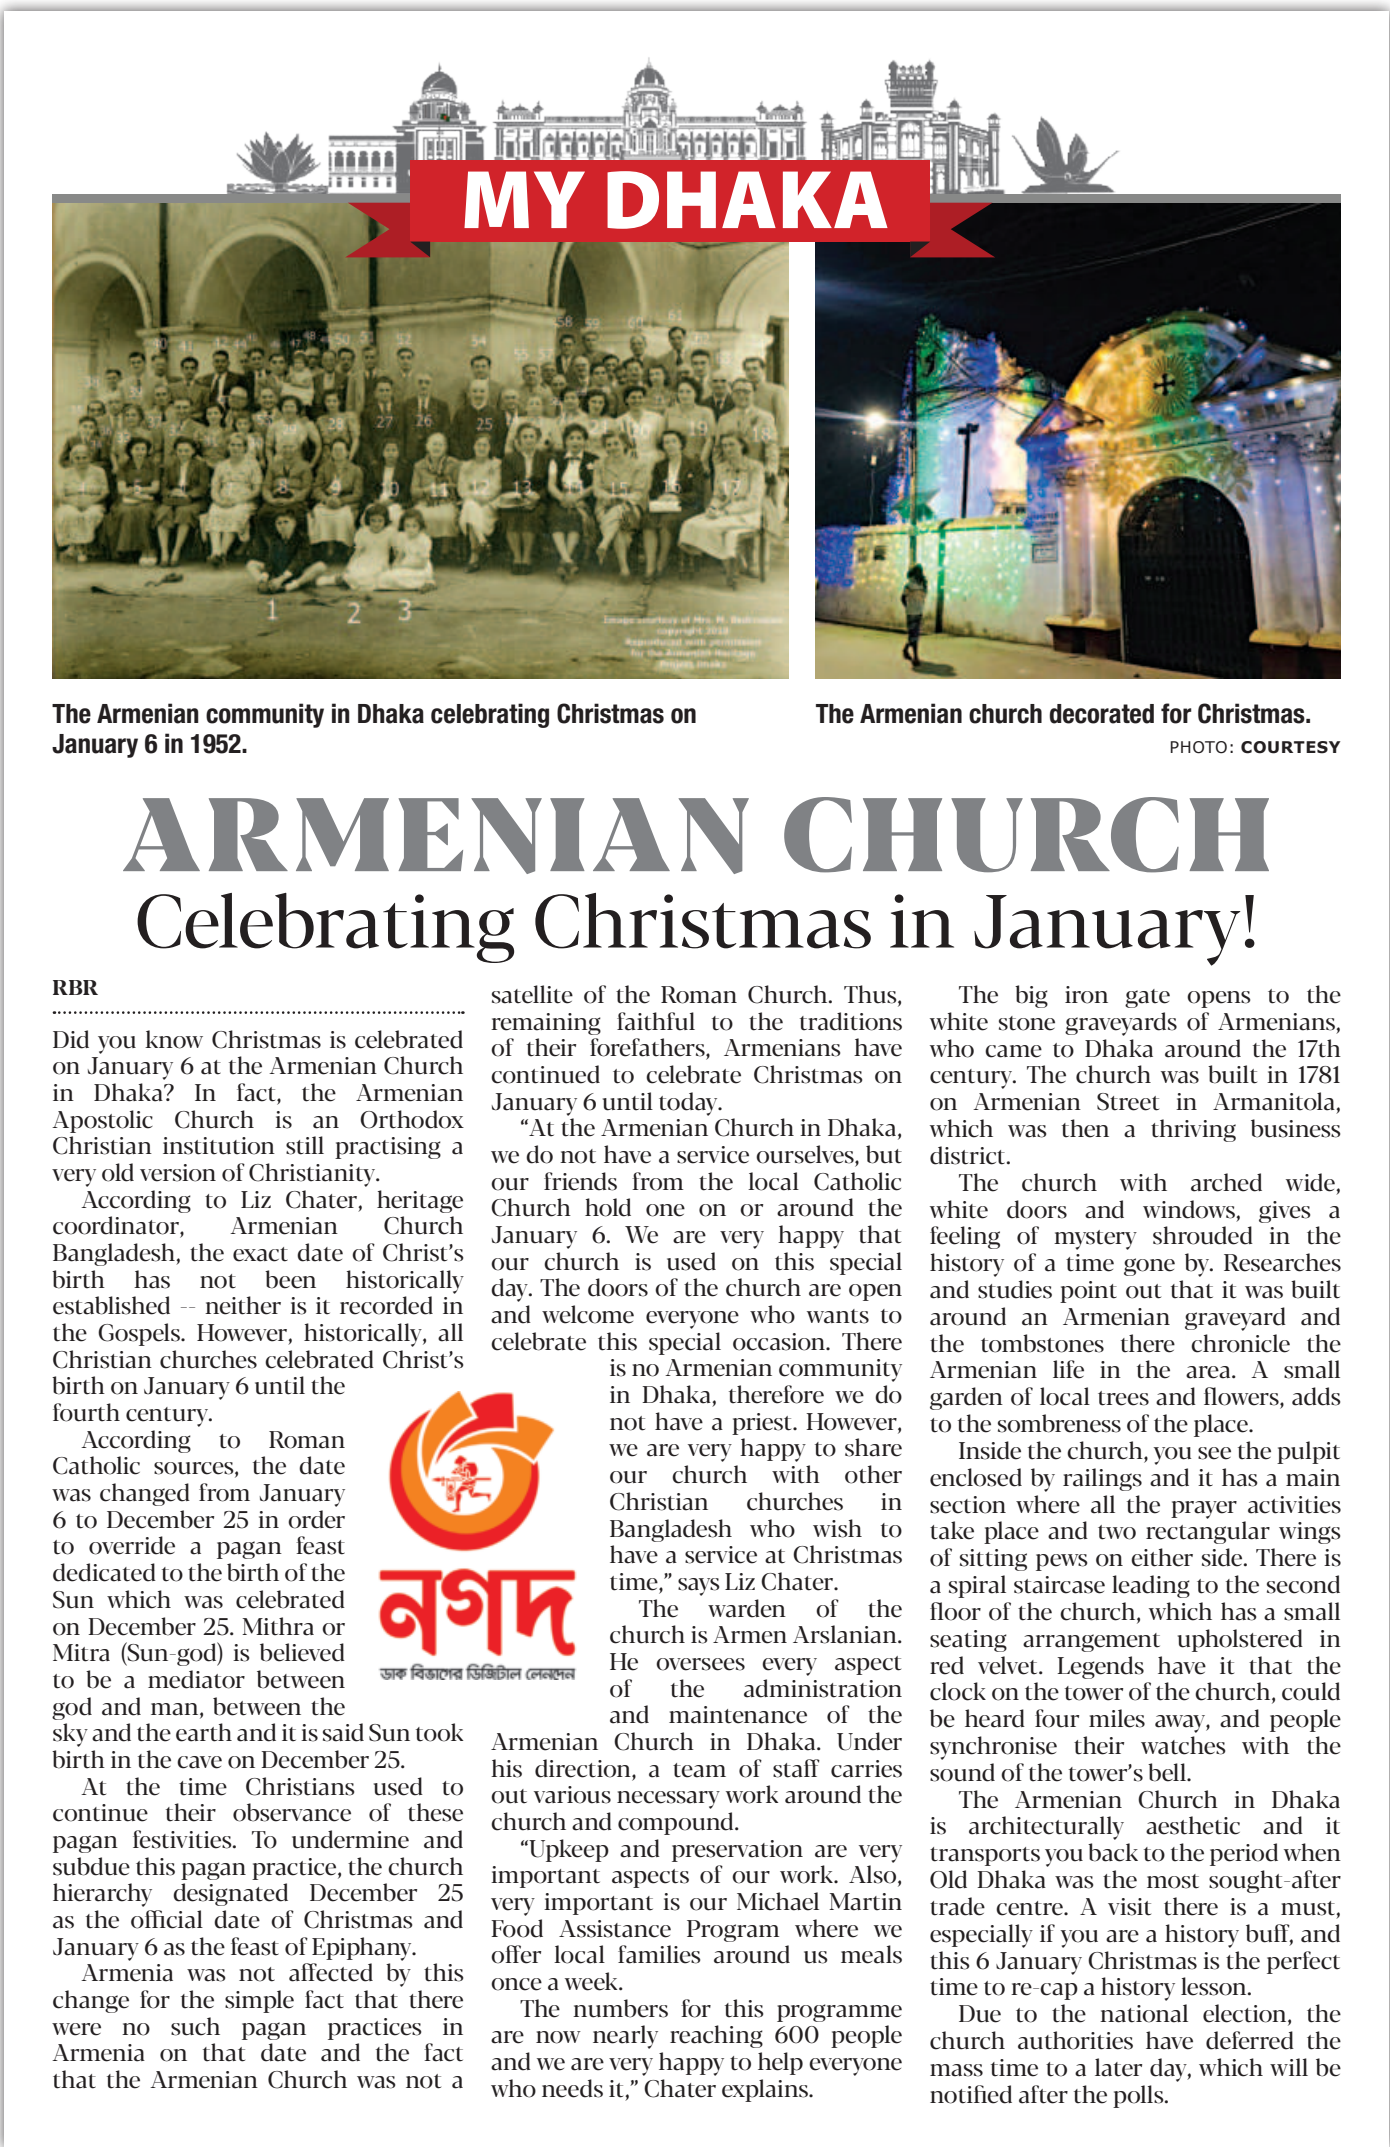 MY DHAKA
1
2
3
Image courtesy of Mrs. M.
copyright 2018
Reproduced with permission
for the Armenian Heritage
Project Dhaka
The Armenian community in Dhaka celebrating Christmas on
January 6 in 1952.
The Armenian church decorated for Christmas.
PHOTO: COURTESY
ARMENIAN CHURCH
Celebrating Christmas in January!
RBR
Did you know Christmas is celebrated
on January 6 at the Armenian Church
in Dhaka? In fact, the Armenian
Apostolic Church is an Orthodox
Christian institution still practising a
very old version of Christianity.
According to Liz Chater, heritage
coordinator, Armenian Church
Bangladesh, the exact date of Christ's
birth has not been historically
established -- neither is it recorded in
the Gospels. However, historically, all
Christian churches celebrated Christ's
birth on January 6 until the
fourth century.
According to Roman
Catholic sources, the date
was changed from January
6 to December 25 in order
to override a pagan feast
dedicated to the birth of the
Sun which was celebrated
on December 25. Mithra or
Mitra (Sun-god) is believed
to be a mediator between
god and man, between the
sky and the earth and it is said Sun took
birth in the cave on December 25.
At the time Christians used to
continue their observance of these
pagan festivities. To undermine and
subdue this pagan practice, the church
hierarchy designated December 25
as the official date of Christmas and
January 6 as the feast of Epiphany.
Armenia was not affected by this
change for the simple fact that there
were no such pagan practices in
Armenia on that date and the fact
that the Armenian Church was not a
satellite of the Roman Church. Thus,
remaining faithful to the traditions
of their forefathers, Armenians have
continued to celebrate Christmas on
January 6 until today.
"At the Armenian Church in Dhaka,
we do not have a service ourselves, but
our friends from the local Catholic
Church hold one on or around the
January 6. We are very happy that
our church is used on this special
day. The doors of the church are open
and welcome everyone who wants to
celebrate this special occasion. There
is no Armenian community
in Dhaka, therefore we do
not have a priest. However,
we are very happy to share
our church with other
Christian churches in
Bangladesh who wish to
have a service at Christmas
time," says Liz Chater.
The warden of the
church is Armen Arslanian.
He oversees every aspect
of the administration
and maintenance of the
Armenian Church in Dhaka. Under
his direction, a team of staff carries
out various necessary work around the
church and compound.
"Upkeep and preservation are very
important aspects of our work. Also,
very important is our Michael Martin
Food Assistance Program where we
offer local families around us meals
once a week.
The numbers for this programme
are now nearly reaching 600 people
and we are very happy to help everyone
who needs it," Chater explains.
নগদ
ডাক বিভাগের ডিজিটাল লেনদেন
The big iron gate opens to the
white stone graveyards of Armenians,
who came to Dhaka around the 17th
century. The church was built in 1781
on Armenian Street in Armanitola,
which was then a thriving business
district.
The church with arched wide,
white doors and windows, gives a
feeling of mystery shrouded in the
history of a time gone by. Researches
and studies point out that it was built
around an Armenian graveyard and
the tombstones there chronicle the
Armenian life in the area. A small
garden of local trees and flowers, adds
to the sombreness of the place.
Inside the church, you see the pulpit
enclosed by railings and it has a main
section where all the prayer activities
take place and two rectangular wings
of sitting pews on either side. There is
a spiral staircase leading to the second
floor of the church, which has a small
seating arrangement upholstered in
red velvet. Legends have it that the
clock on the tower of the church, could
be heard four miles away, and people
synchronise their watches with the
sound of the tower's bell.
The Armenian Church in Dhaka
is architecturally aesthetic and it
transports you back to the period when
Old Dhaka was the most sought-after
trade centre. A visit there is a must,
especially if you are a history buff, and
this 6 January Christmas is the perfect
time to re-cap a history lesson.
Due to the national election, the
church authorities have deferred the
mass time to a later day, which will be
notified after the polls.